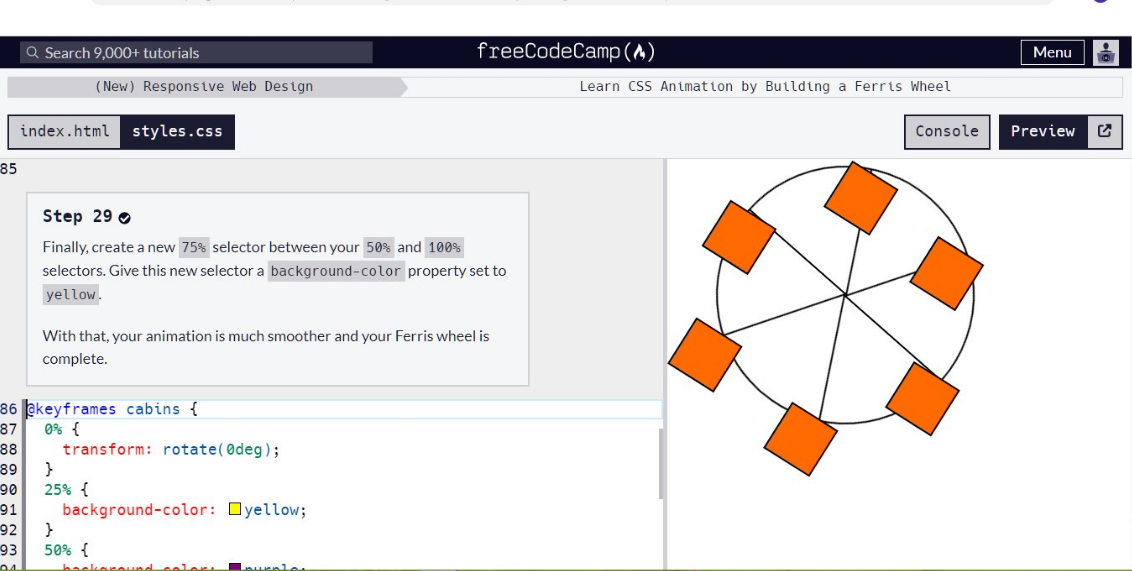 Search 9,000+ tutorials
freeCodeCamp
Menu
(New) Responsive Web Design
Learn CSS Animation by Building a Ferris Wheel
index.html
styles.css
Console
Preview
85
Step 29
Finally, create a new 75% selector between your 50% and 100%
selectors. Give this new selector a background-color property set to
yellow.
With that, your animation is much smoother and your Ferris wheel is
complete.
86 @keyframes cabins {
87 0% {
88 transform: rotate(0deg);
89 }
90 25% {
91 background-color: yellow;
92 }
93 50% {
94 background-color: purple;